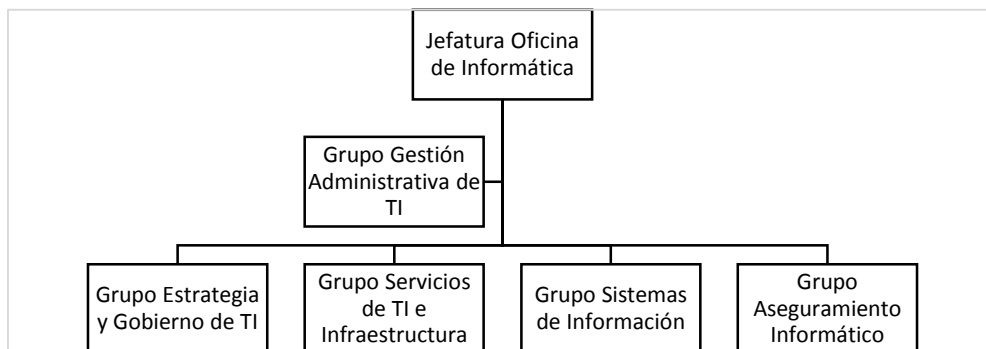 Jefatura Oficina
de Informática
Grupo Gestión
Administrativa de
TI
Grupo Estrategia
y Gobierno de TI
Grupo Servicios
de TI e
Infraestructura
Grupo Sistemas
de Información
Grupo
Aseguramiento
Informático